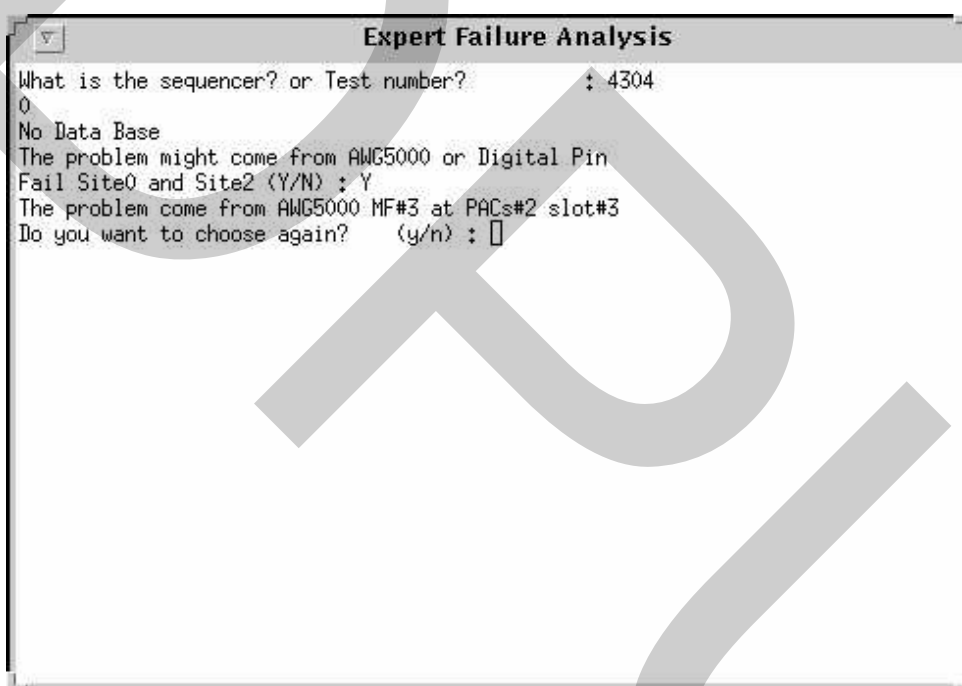 Expert Failure Analysis
What is the sequencer? or Test number?          : 4304
0
No Data Base
The problem might come from AWG5000 or Digital Pin
Fail Site0 and Site2 (Y/N) : Y
The problem come from AWG5000 MF#3 at PACs#2 slot#3
Do you want to choose again?    (y/n) :